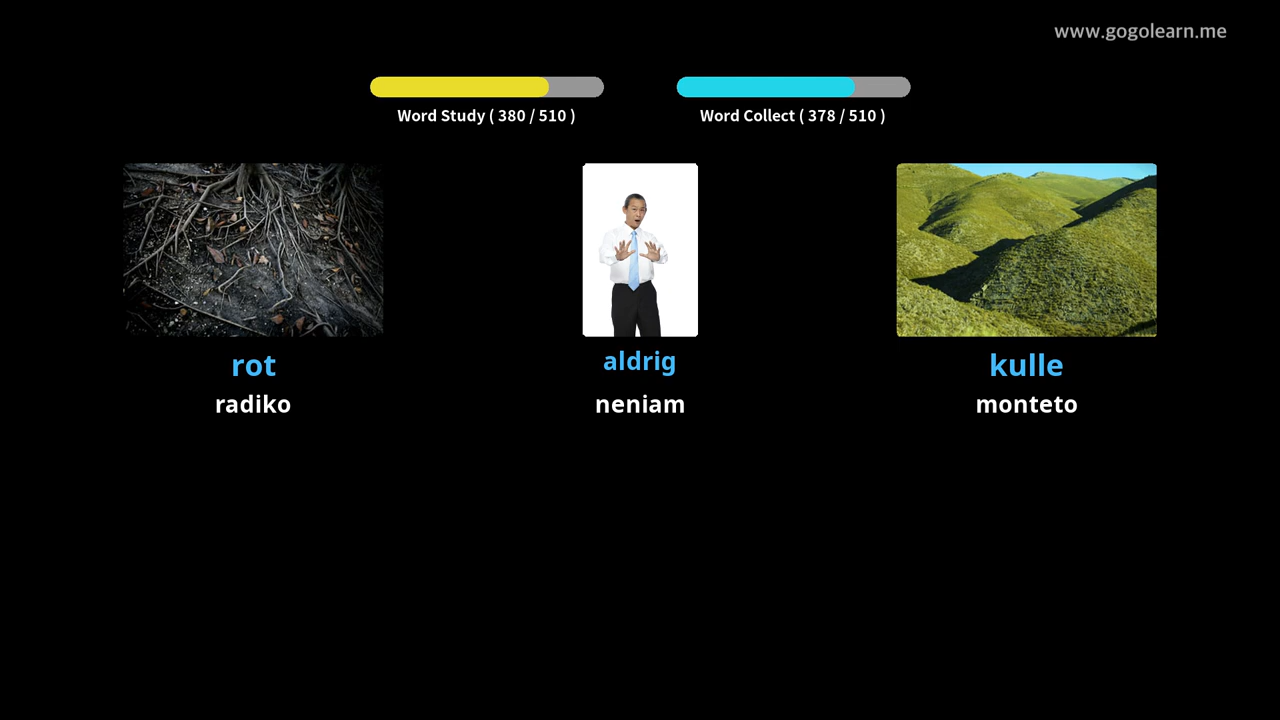 www.gogolearn.me
Word Study ( 380 / 510 )
Word Collect ( 378 / 510 )
rot
aldrig
kulle
radiko
neniam
monteto